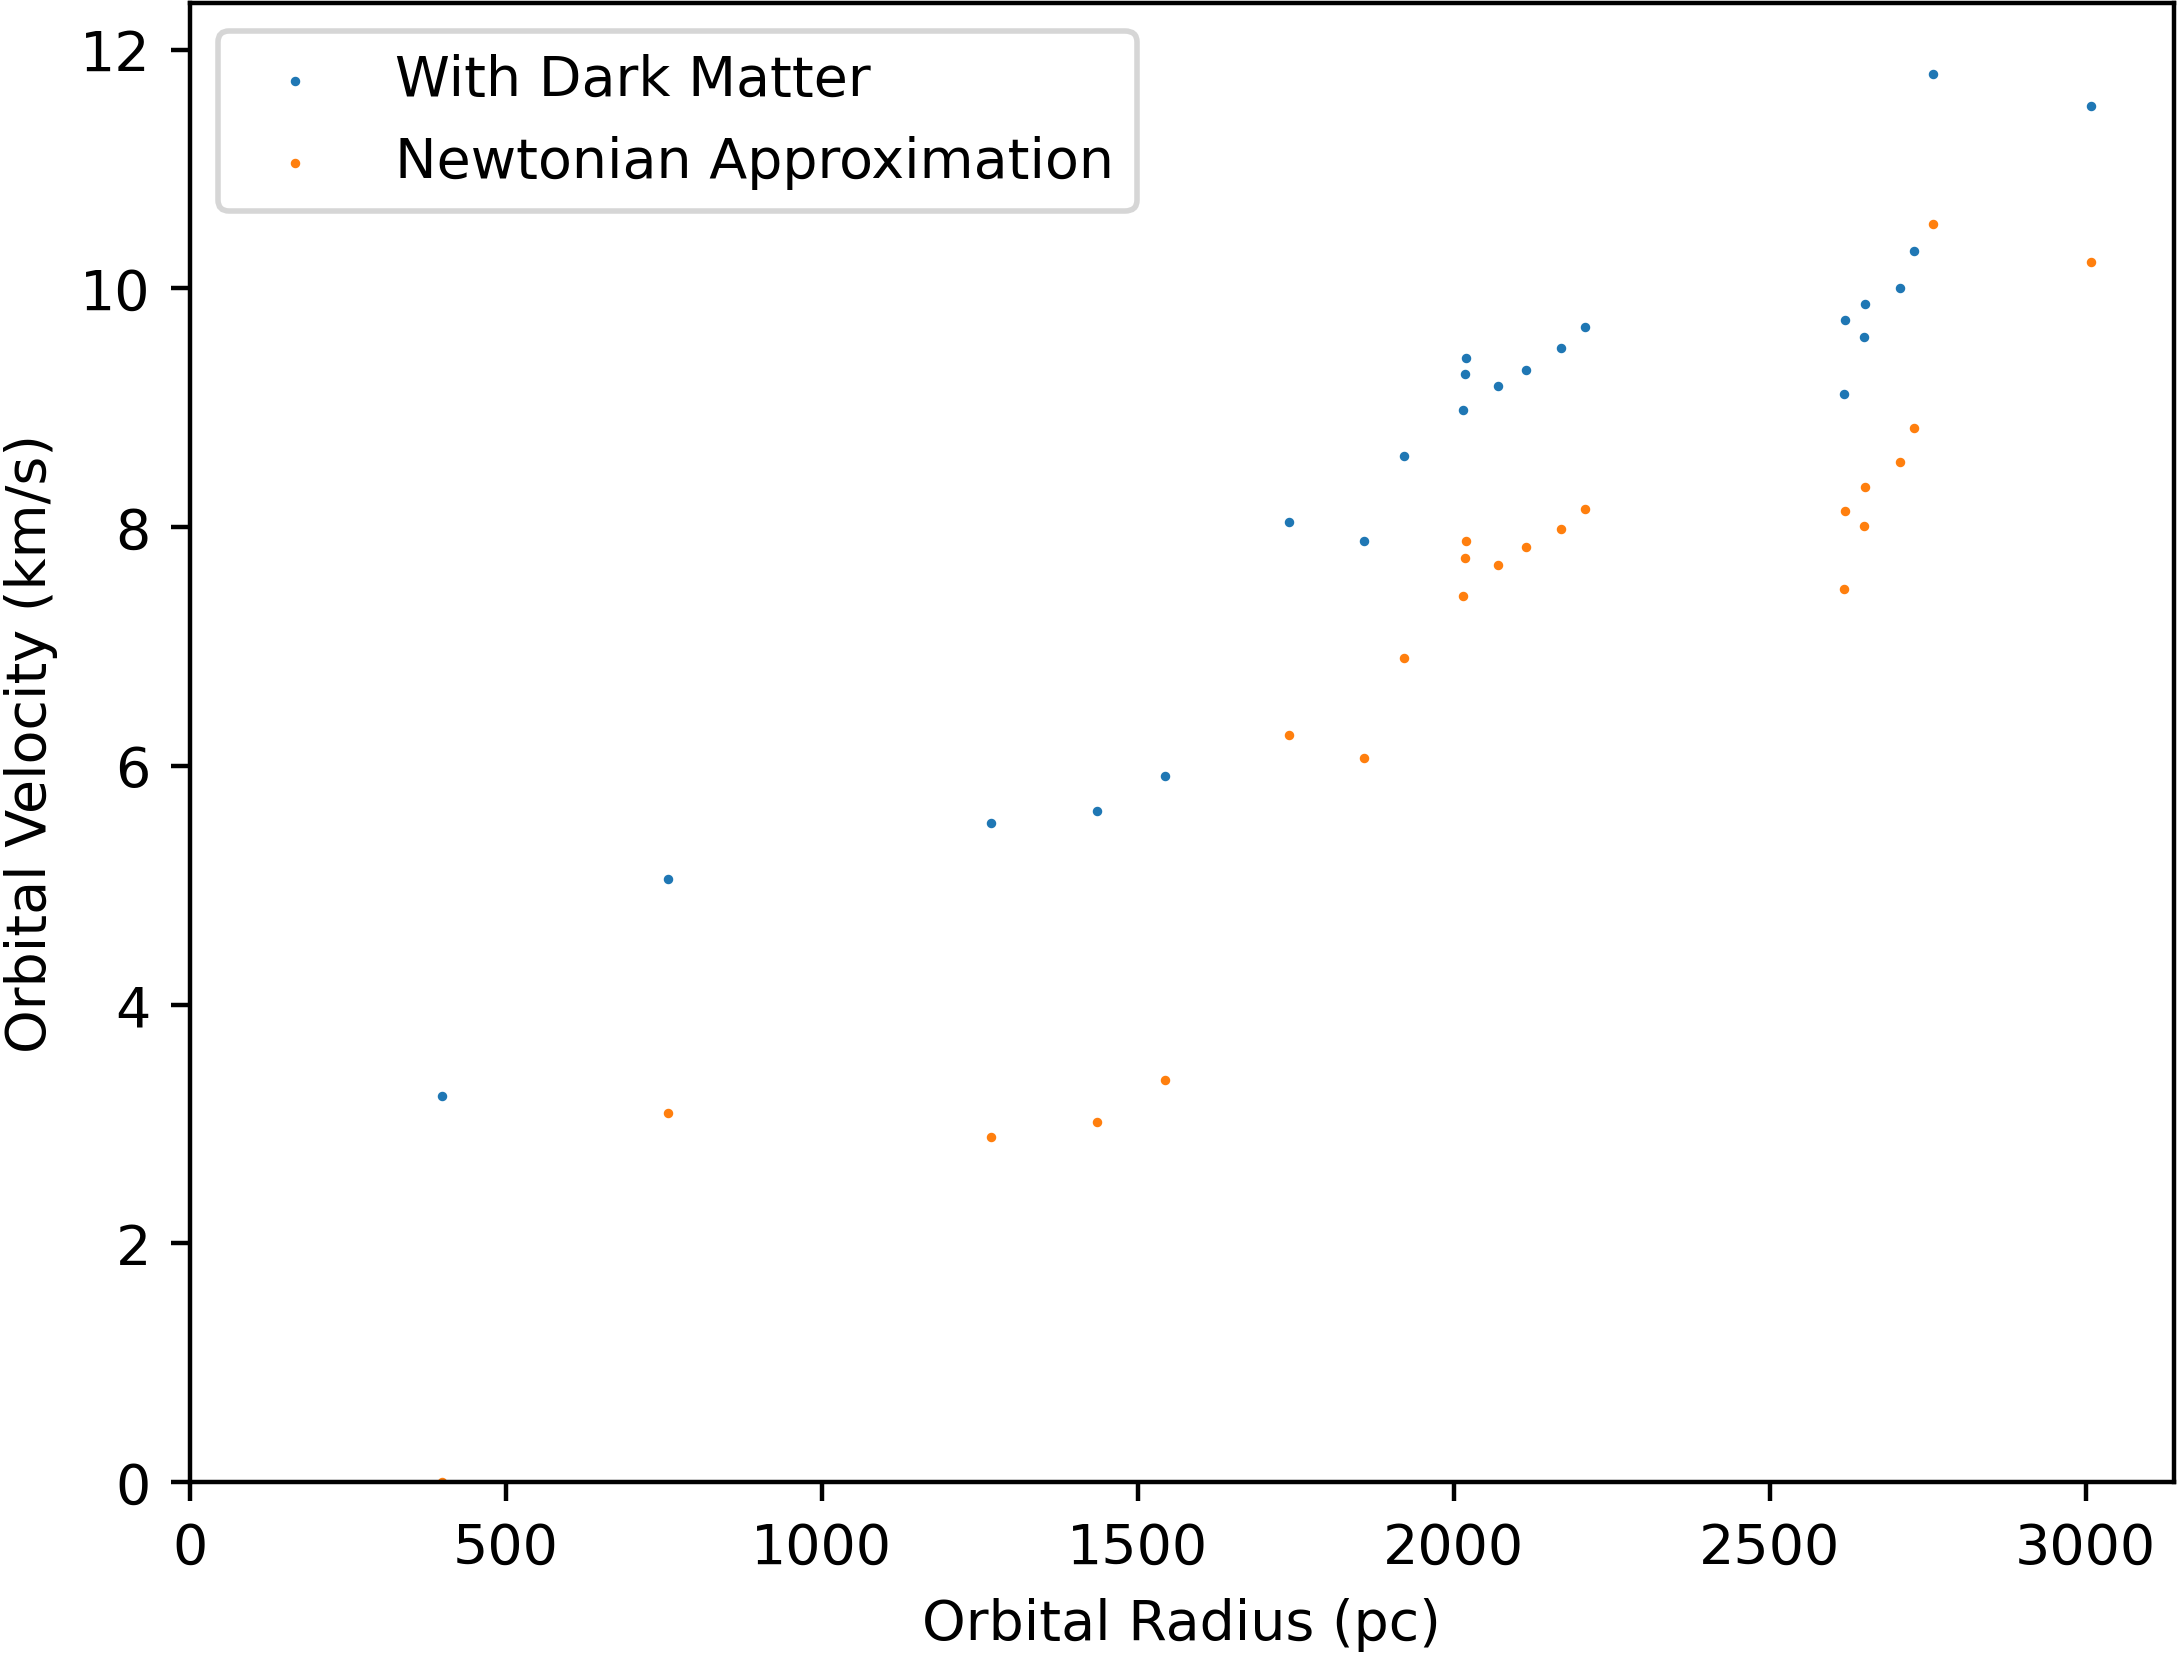 With Dark Matter
Newtonian Approximation
12
10
8
6
4
2
0
Orbital Velocity (km/s)
0 500 1000 1500 2000 2500 3000
Orbital Radius (pc)